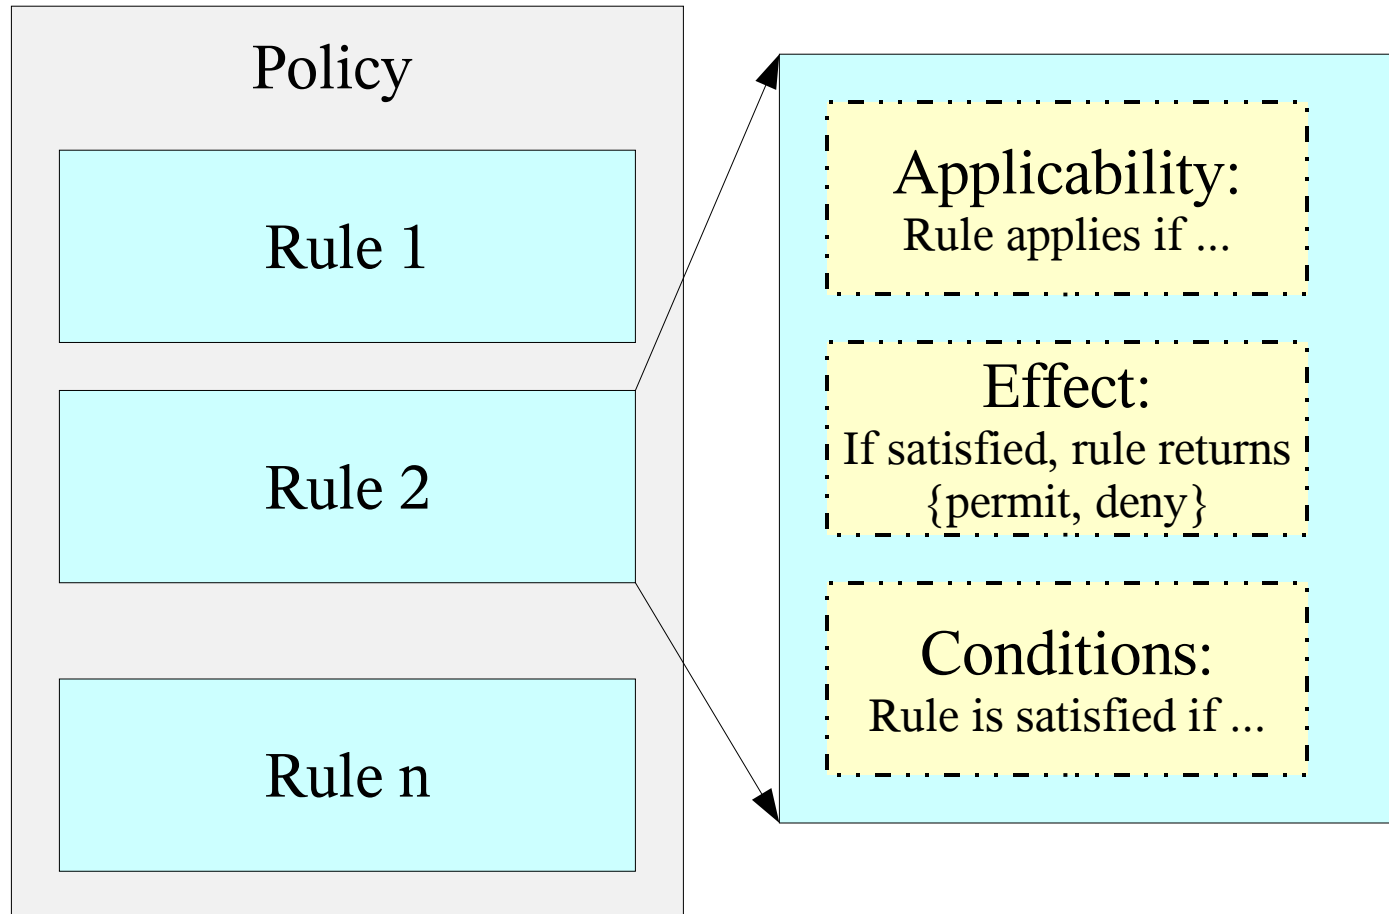 Policy
Rule 1
Rule 2
Rule n
Applicability:
Rule applies if ...
Effect:
If satisfied, rule returns
{permit, deny}
Conditions:
Rule is satisfied if ...